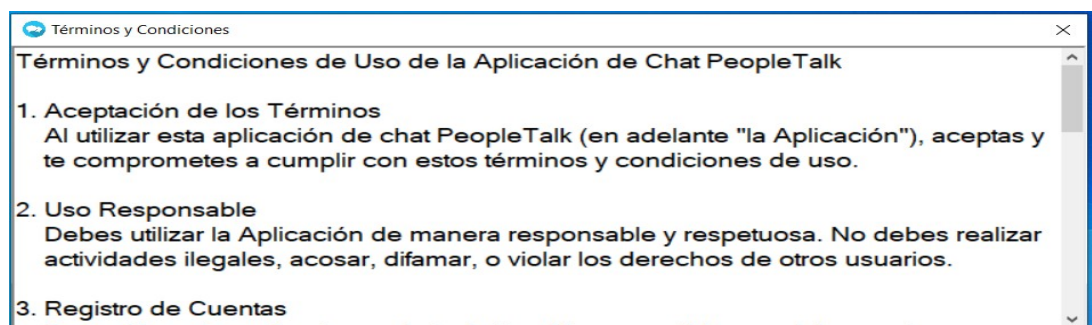 Términos y Condiciones
Términos y Condiciones de Uso de la Aplicación de Chat PeopleTalk
1. Aceptación de los Términos
Al utilizar esta aplicación de chat PeopleTalk (en adelante "la Aplicación"), aceptas y
te comprometes a cumplir con estos términos y condiciones de uso.
2. Uso Responsable
Debes utilizar la Aplicación de manera responsable y respetuosa. No debes realizar
actividades ilegales, acosar, difamar, o violar los derechos de otros usuarios.
3. Registro de Cuentas